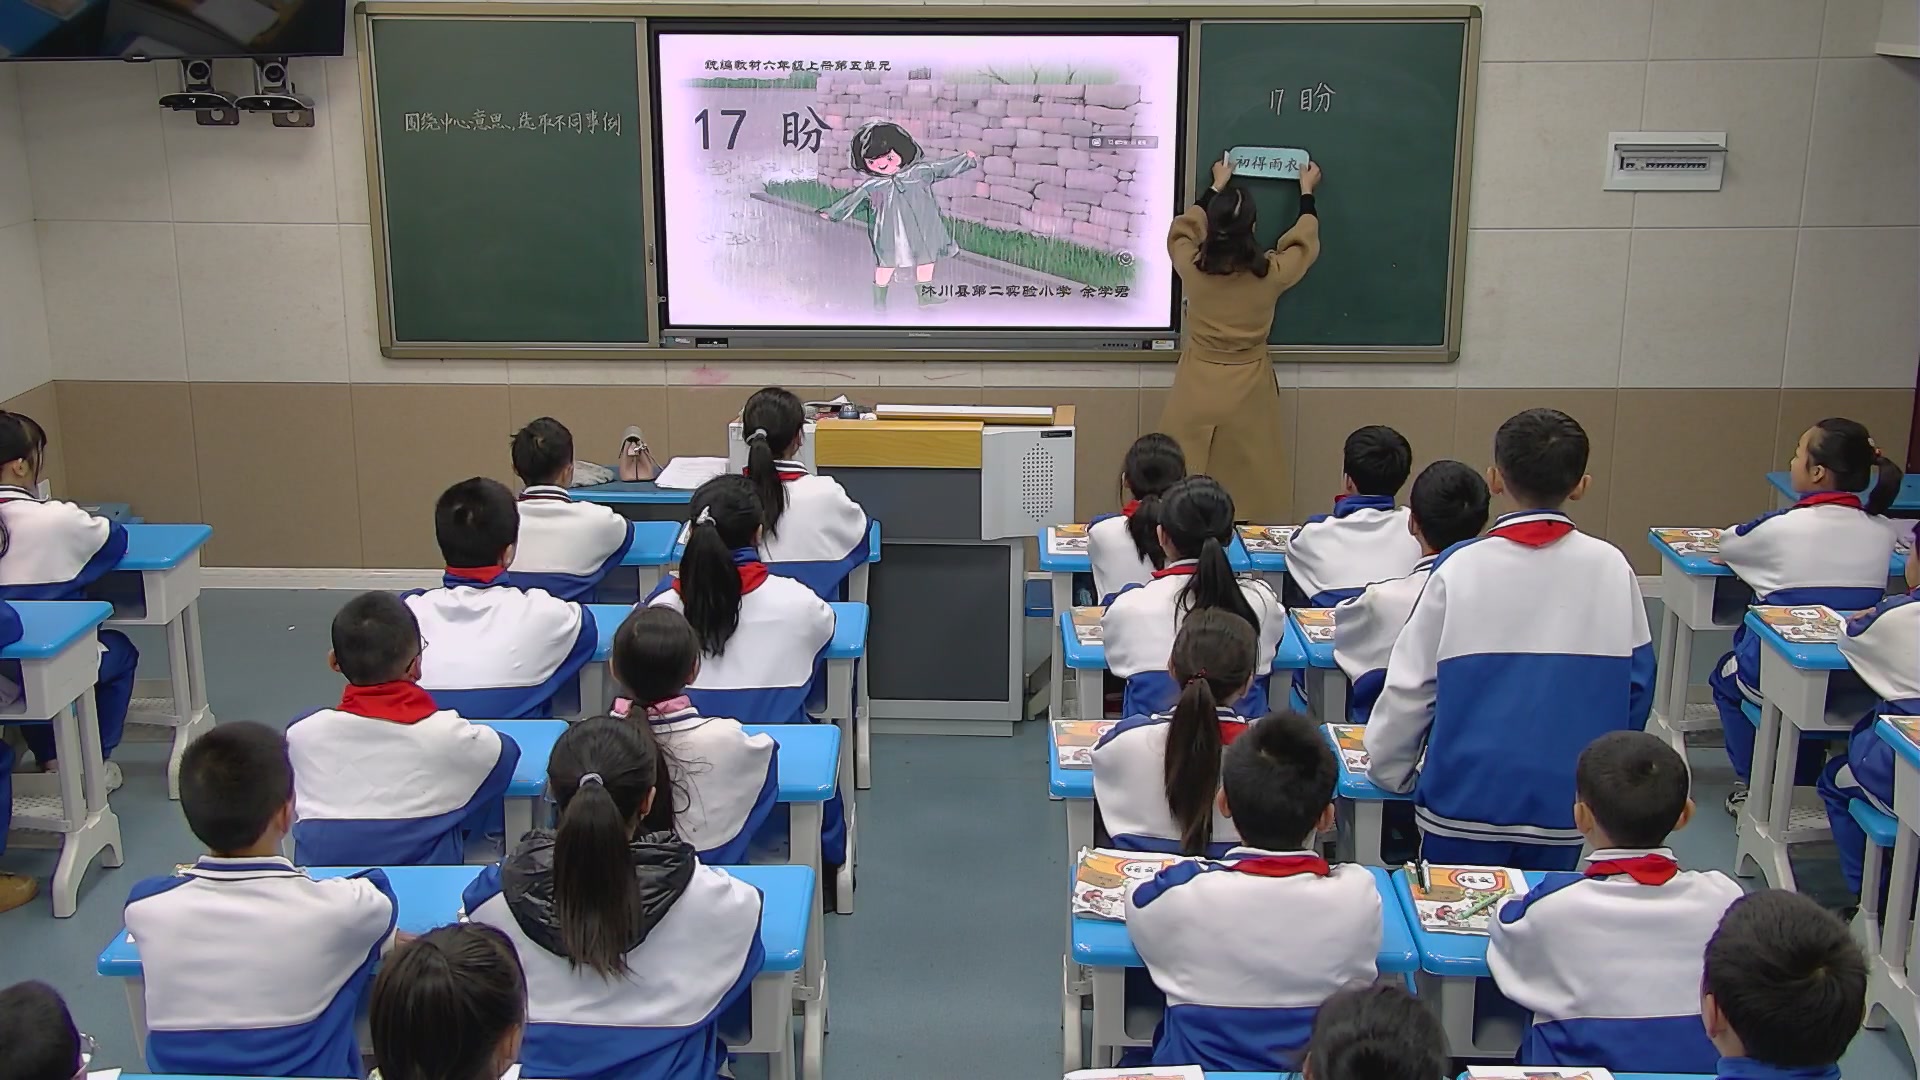 围绕中心意思，选取不同事例
统编教材六年级上册第五单元
17 盼
沐川县第二实验小学 余学君
17 盼
初得雨衣